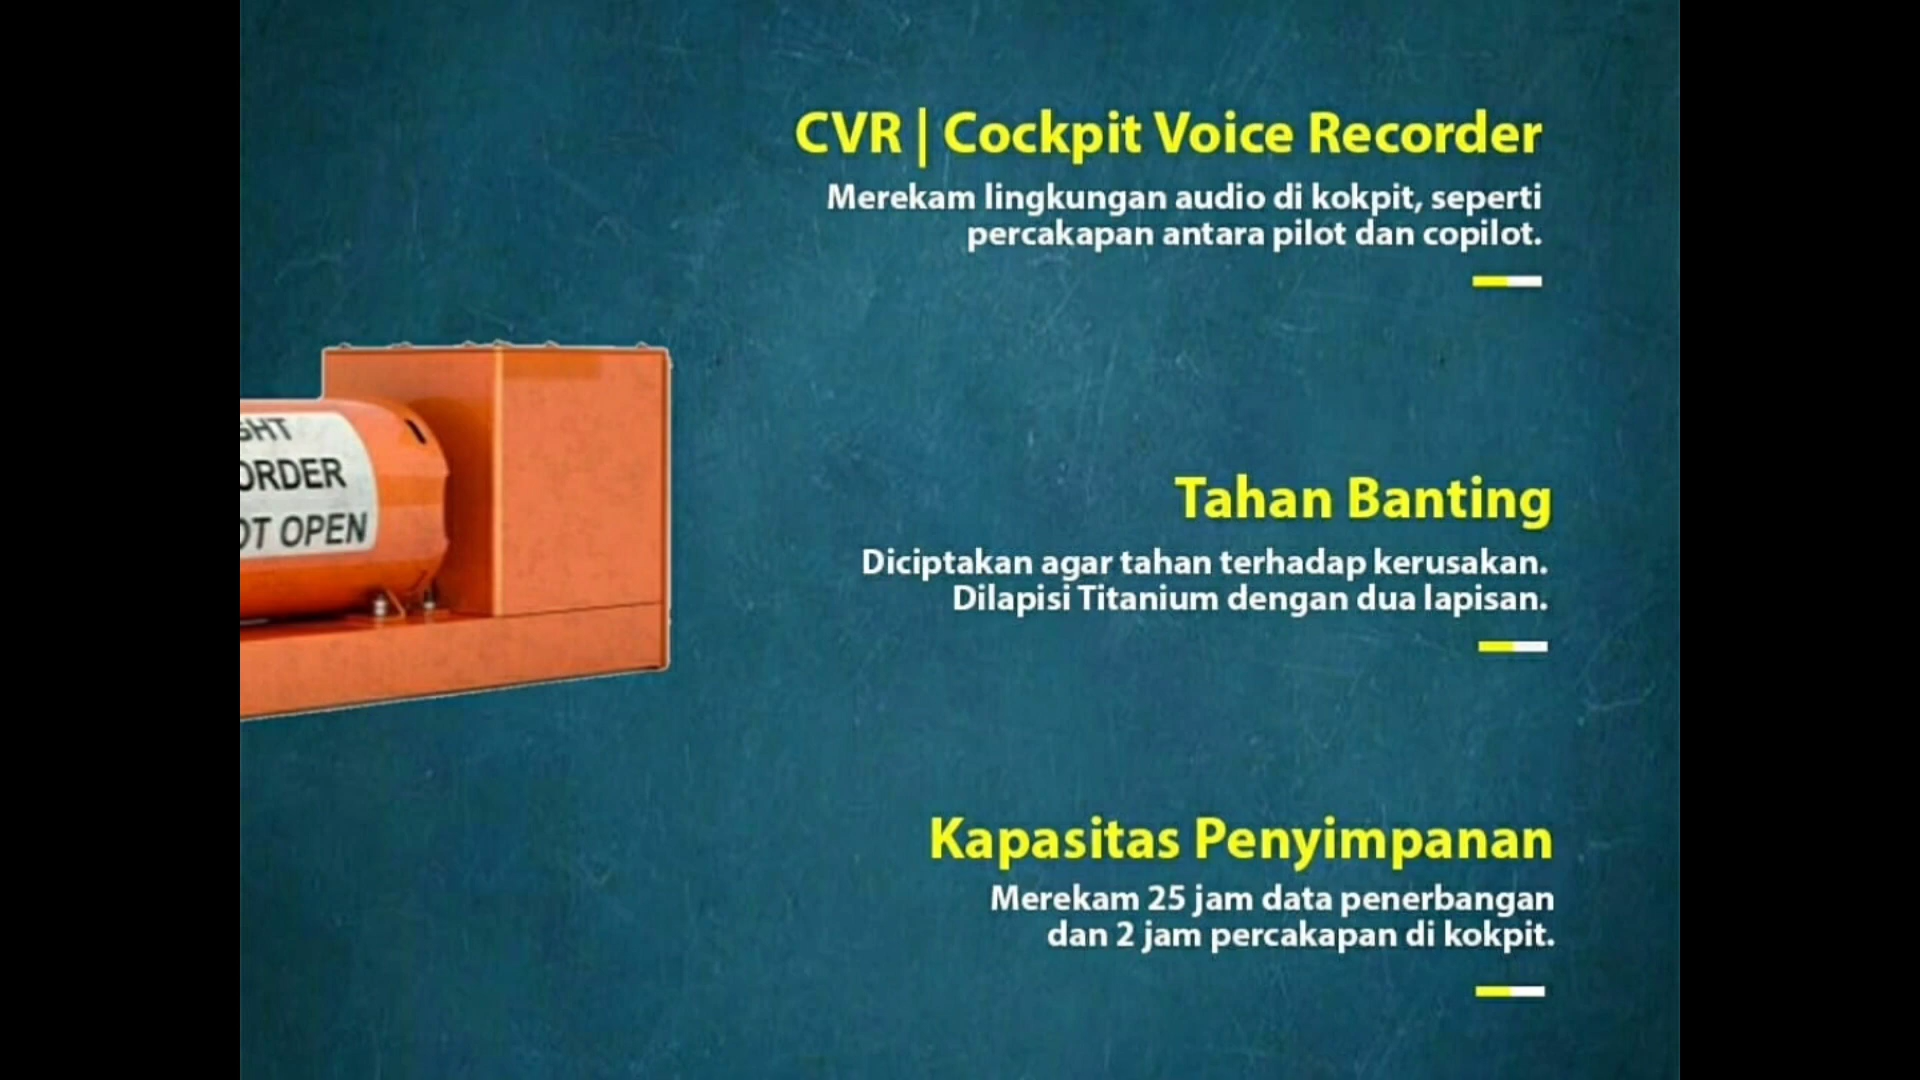 CVR | Cockpit Voice Recorder
Merekam lingkungan audio di kokpit, seperti
percakapan antara pilot dan copilot.
GHT
ORDER
OT OPEN
Tahan Banting
Diciptakan agar tahan terhadap kerusakan.
Dilapisi Titanium dengan dua lapisan.
Kapasitas Penyimpanan
Merekam 25 jam data penerbangan
dan 2 jam percakapan di kokpit.